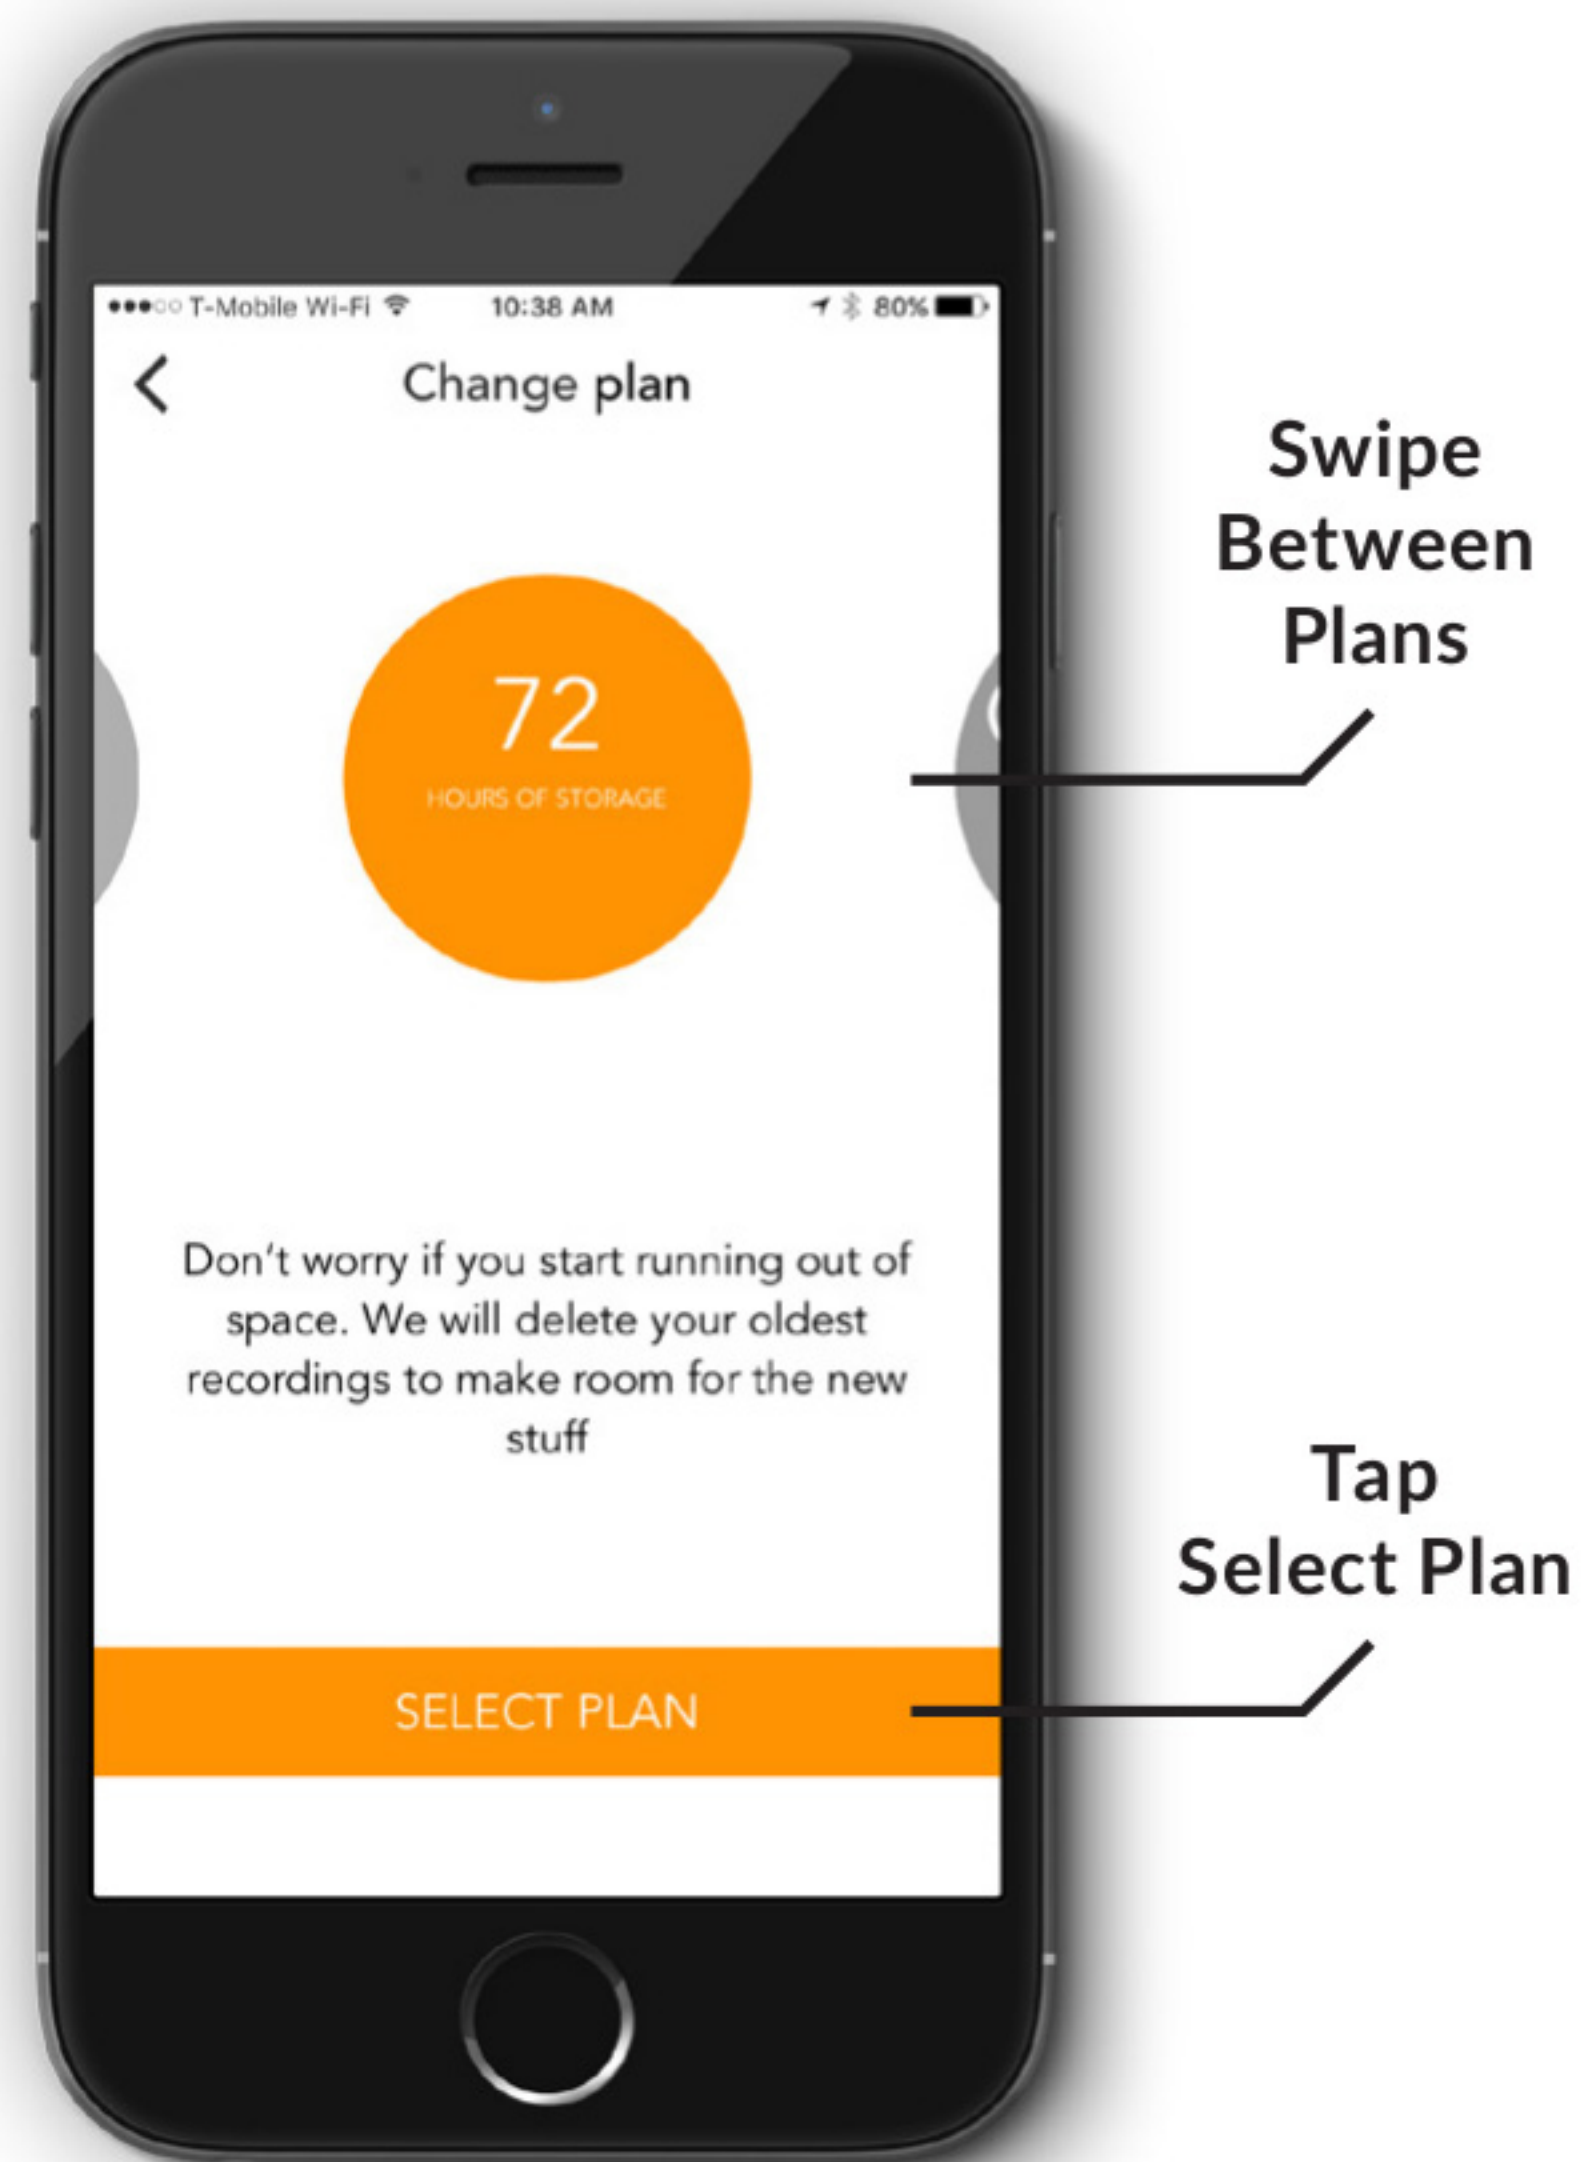 T-Mobile Wi-Fi 10:38 AM 80%
Change plan
Swipe
Between
Plans
72
HOURS OF STORAGE
Don't worry if you start running out of
space. We will delete your oldest
recordings to make room for the new
stuff
Tap
Select Plan
SELECT PLAN